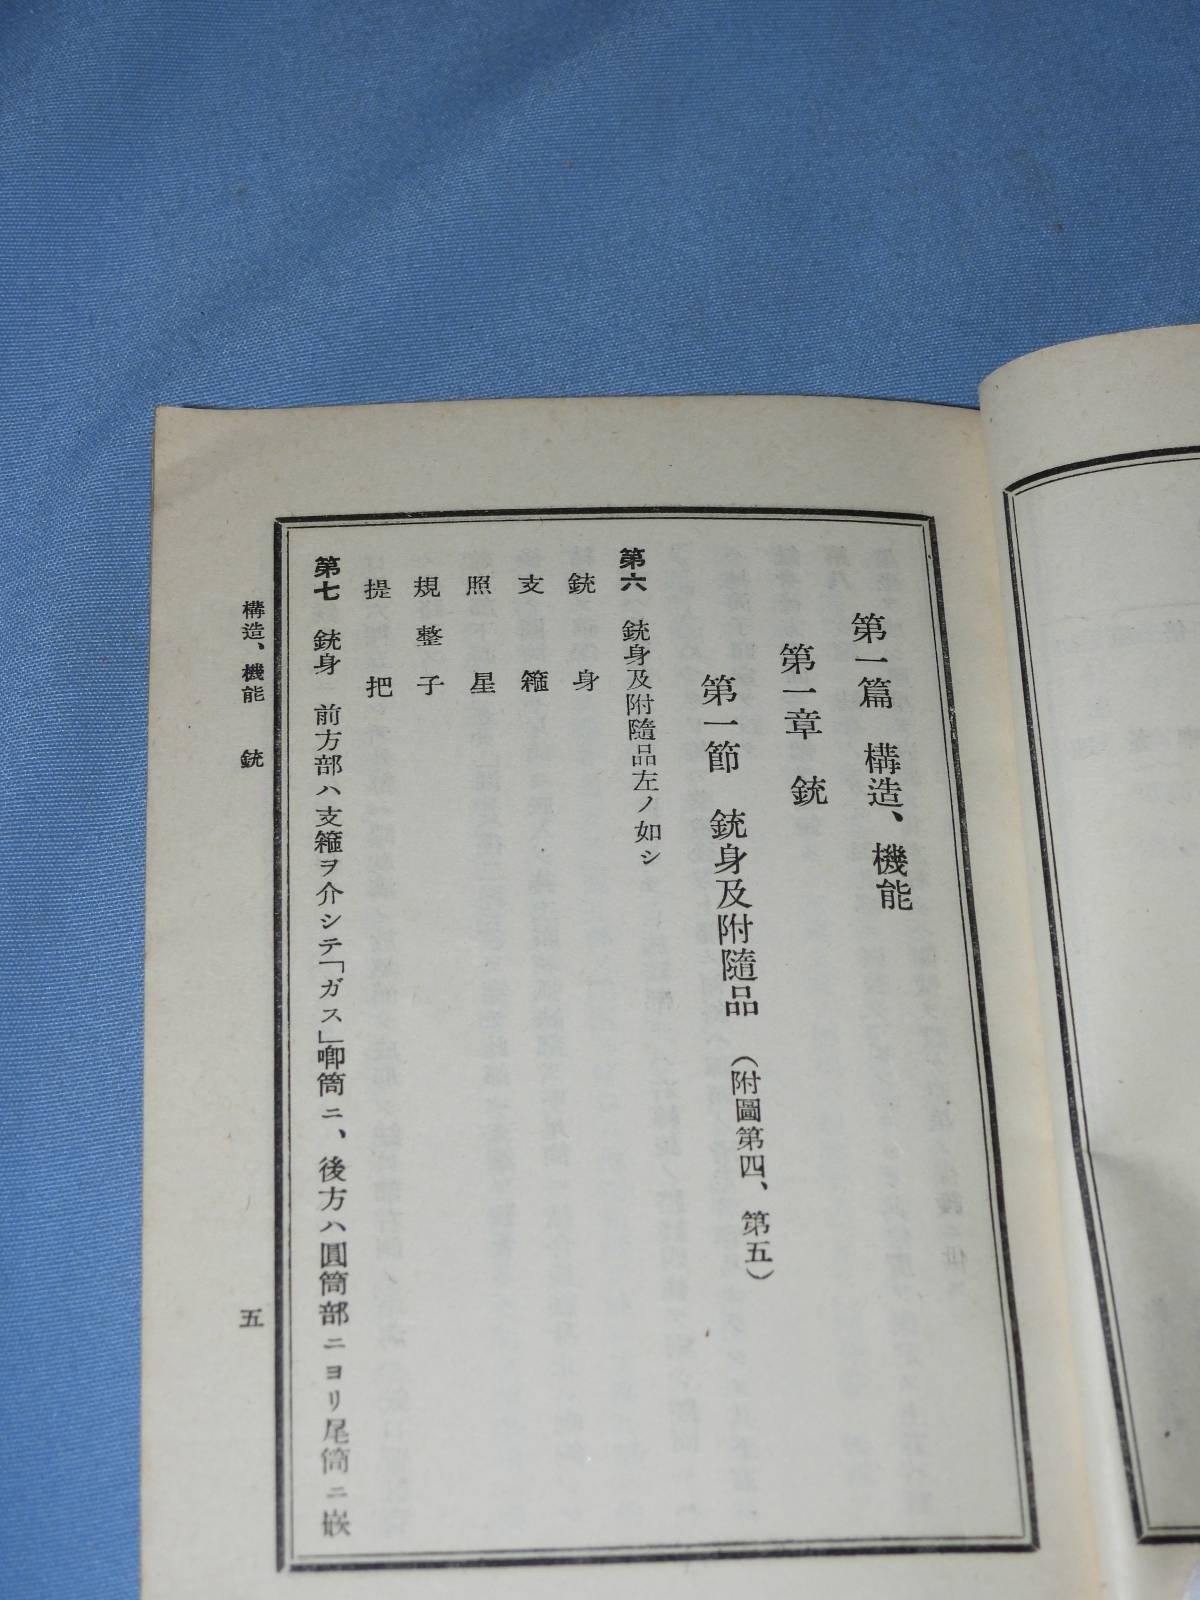 第一篇 構造、機能
第一章 銃
第一節 銃身及附隨品 (附圖第四、第五)
第六 銃身及附隨品左ノ如シ
銃身
支籀
照星
規整子
提把
第七 銃身 前方部ハ支籀ヲ介シテ「ガス」喞筒ニ、後方ハ圓筒部ニヨリ尾筒ニ嵌
構造、機能 銃
五